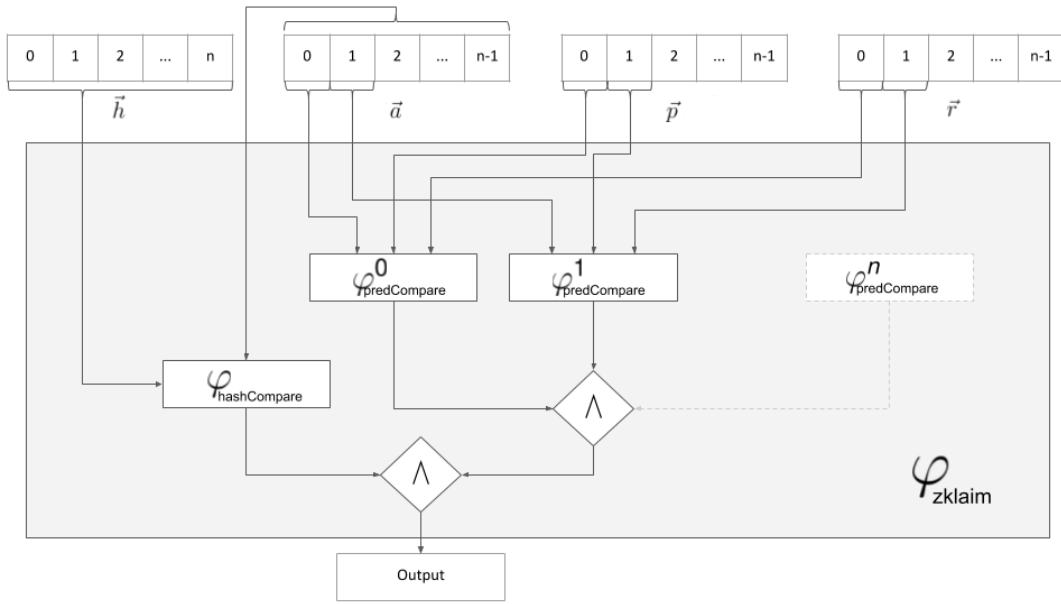 0 1 2 ... n
0 1 2 ... n-1
0 1 2 ... n-1
0 1 2 ... n-1
h⃗
a⃗
p⃗
r⃗
φ⁰predCompare
φ¹predCompare
φⁿpredCompare
φhashCompare
∧
∧
φzklaim
Output